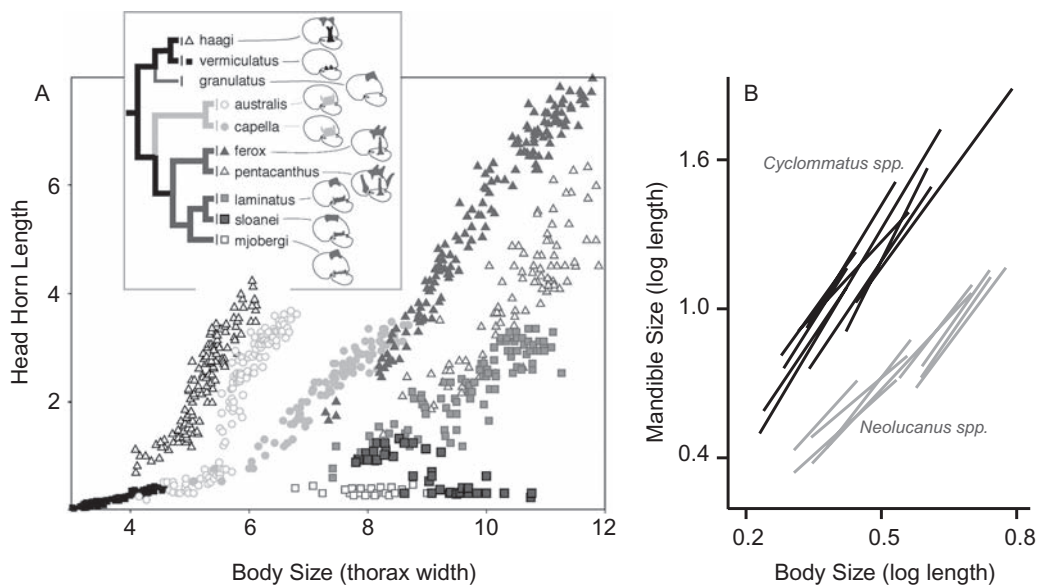 A
haagi
vermiculatus
granulatus
australis
capella
ferox
pentacanthus
laminatus
sloanei
mjobergi
Head Horn Length
6
4
2
4
6
8
10
12
Body Size (thorax width)
B
Cyclommatus spp.
Neolucanus spp.
Mandible Size (log length)
1.6
1.0
0.4
0.2
0.5
0.8
Body Size (log length)